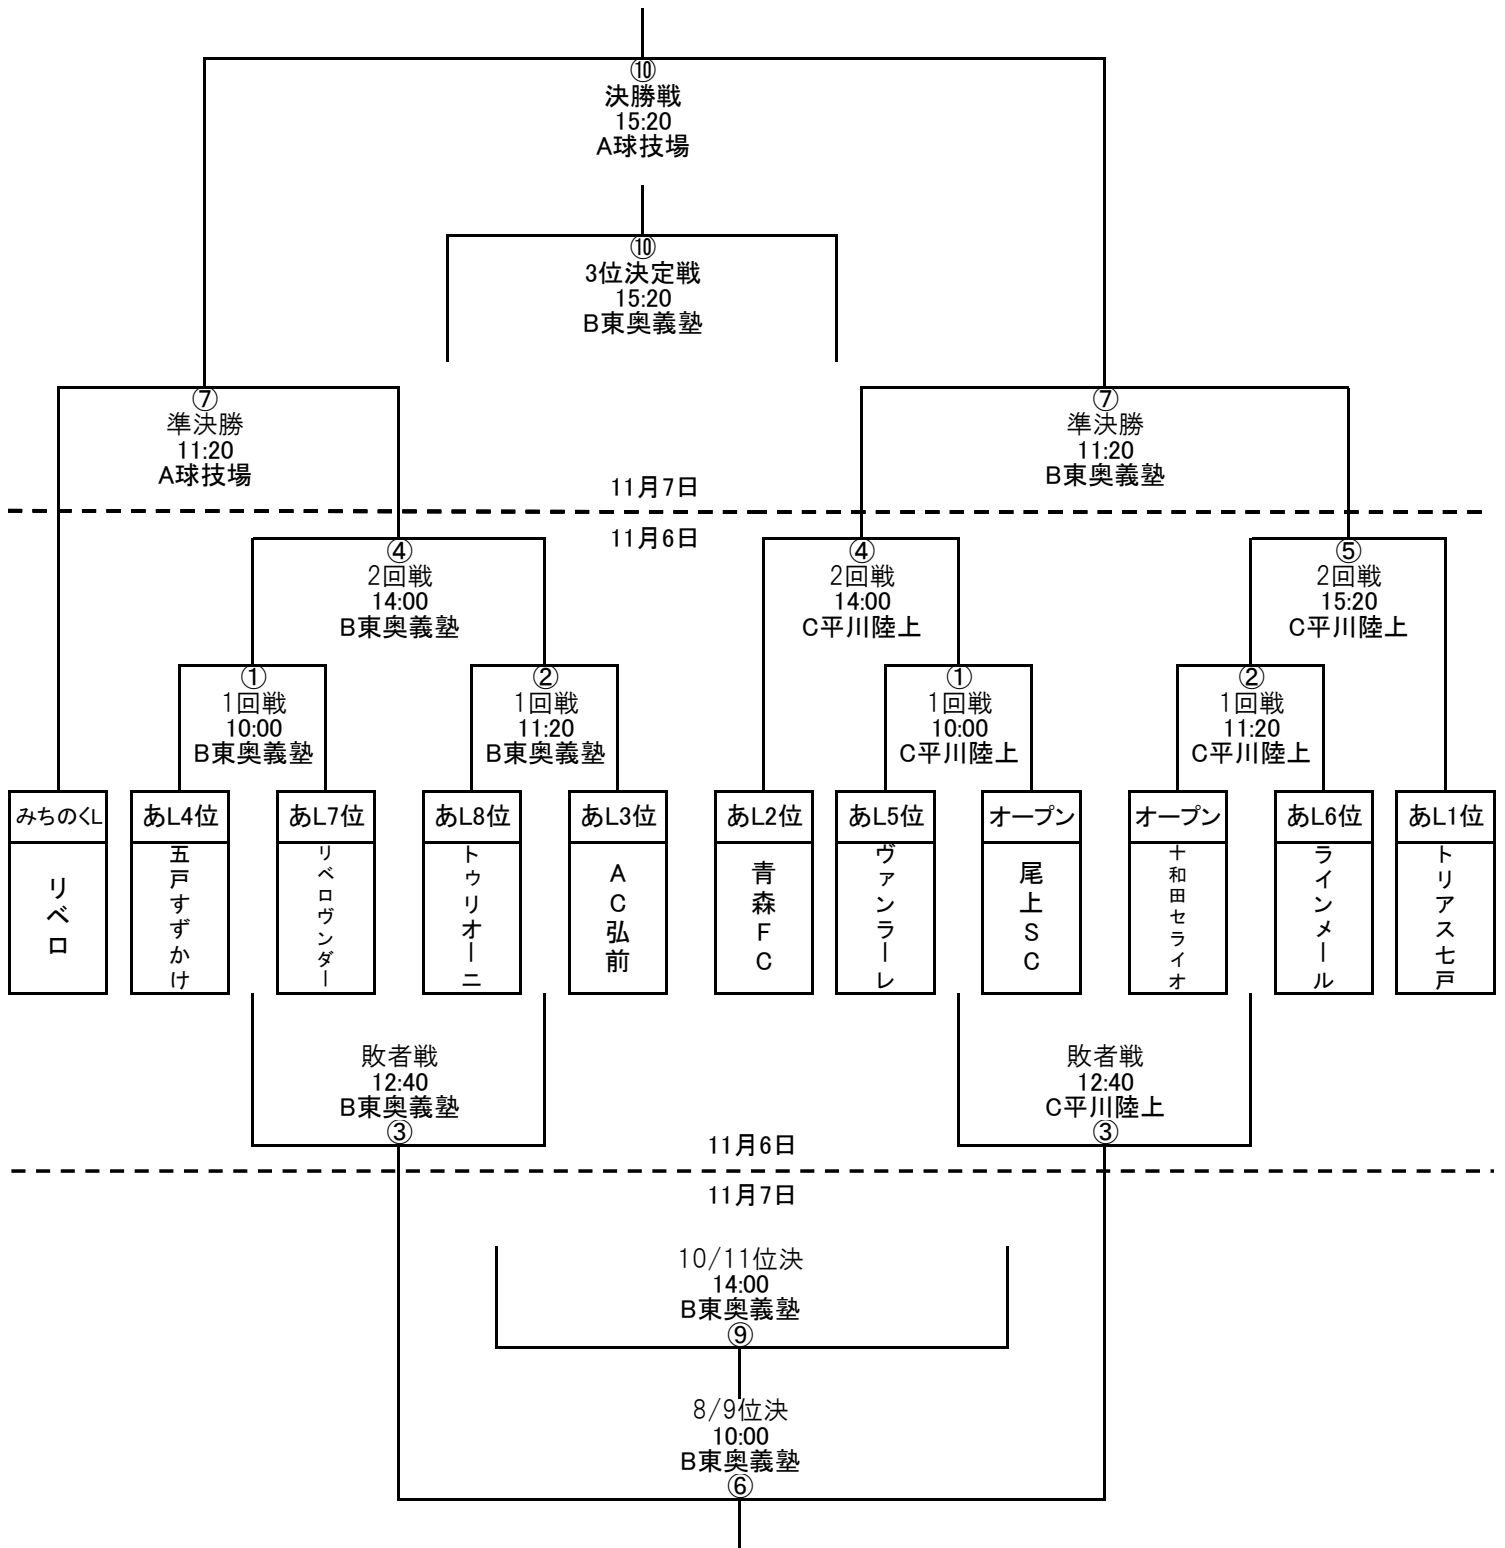 ⑩
決勝戦
15:20
A球技場
⑩
3位決定戦
15:20
B東奥義塾
⑦
準決勝
11:20
A球技場
⑦
準決勝
11:20
B東奥義塾
11月7日
11月6日
④
2回戦
14:00
B東奥義塾
④
2回戦
14:00
C平川陸上
⑤
2回戦
15:20
C平川陸上
①
1回戦
10:00
B東奥義塾
②
1回戦
11:20
B東奥義塾
①
1回戦
10:00
C平川陸上
②
1回戦
11:20
C平川陸上
みちのくL
リベロ
あL4位
五戸すずかけ
あL7位
リベロヴンダー
あL8位
トゥリオーニ
あL3位
AC弘前
あL2位
青森FC
あL5位
ヴァンラーレ
オープン
尾上SC
オープン
十和田セライオ
あL6位
ラインメール
あL1位
トリアス七戸
敗者戦
12:40
B東奥義塾
③
敗者戦
12:40
C平川陸上
③
11月6日
11月7日
10/11位決
14:00
B東奥義塾
⑨
8/9位決
10:00
B東奥義塾
⑥